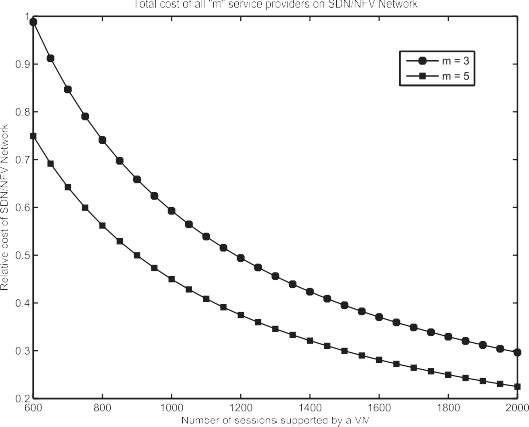 Total cost of all "m" service providers on SDN/NFV Network
1
0.9
0.8
0.7
0.6
0.5
0.4
0.3
0.2
600 800 1000 1200 1400 1600 1800 2000
Relative cost of SDN/NFV Network
Number of sessions supported by a VM
m = 3
m = 5